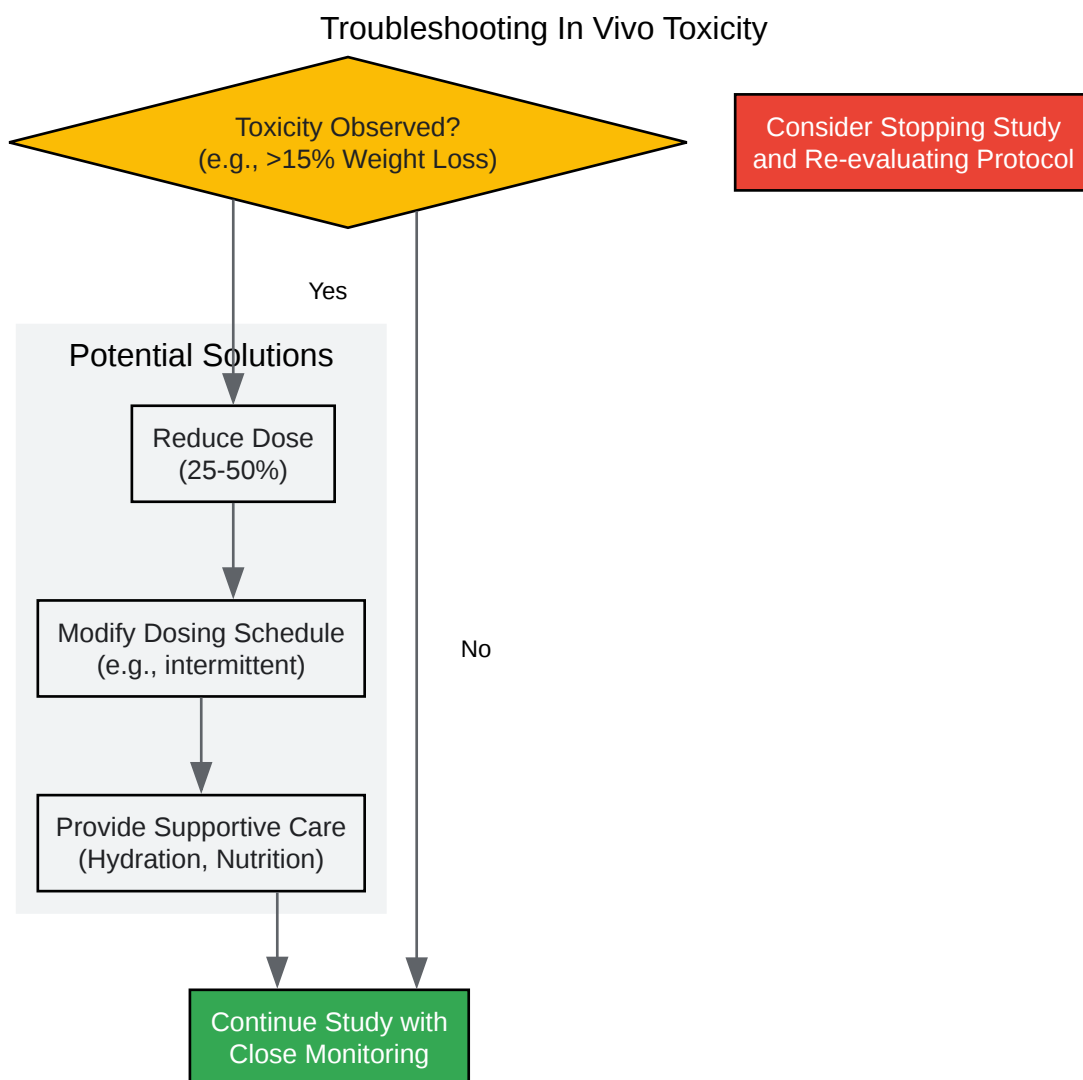 Troubleshooting In Vivo Toxicity
Toxicity Observed?
(e.g., >15% Weight Loss)
Consider Stopping Study
and Re-evaluating Protocol
Yes
Potential Solutions
Reduce Dose
(25-50%)
Modify Dosing Schedule
(e.g., intermittent)
No
Provide Supportive Care
(Hydration, Nutrition)
Continue Study with
Close Monitoring